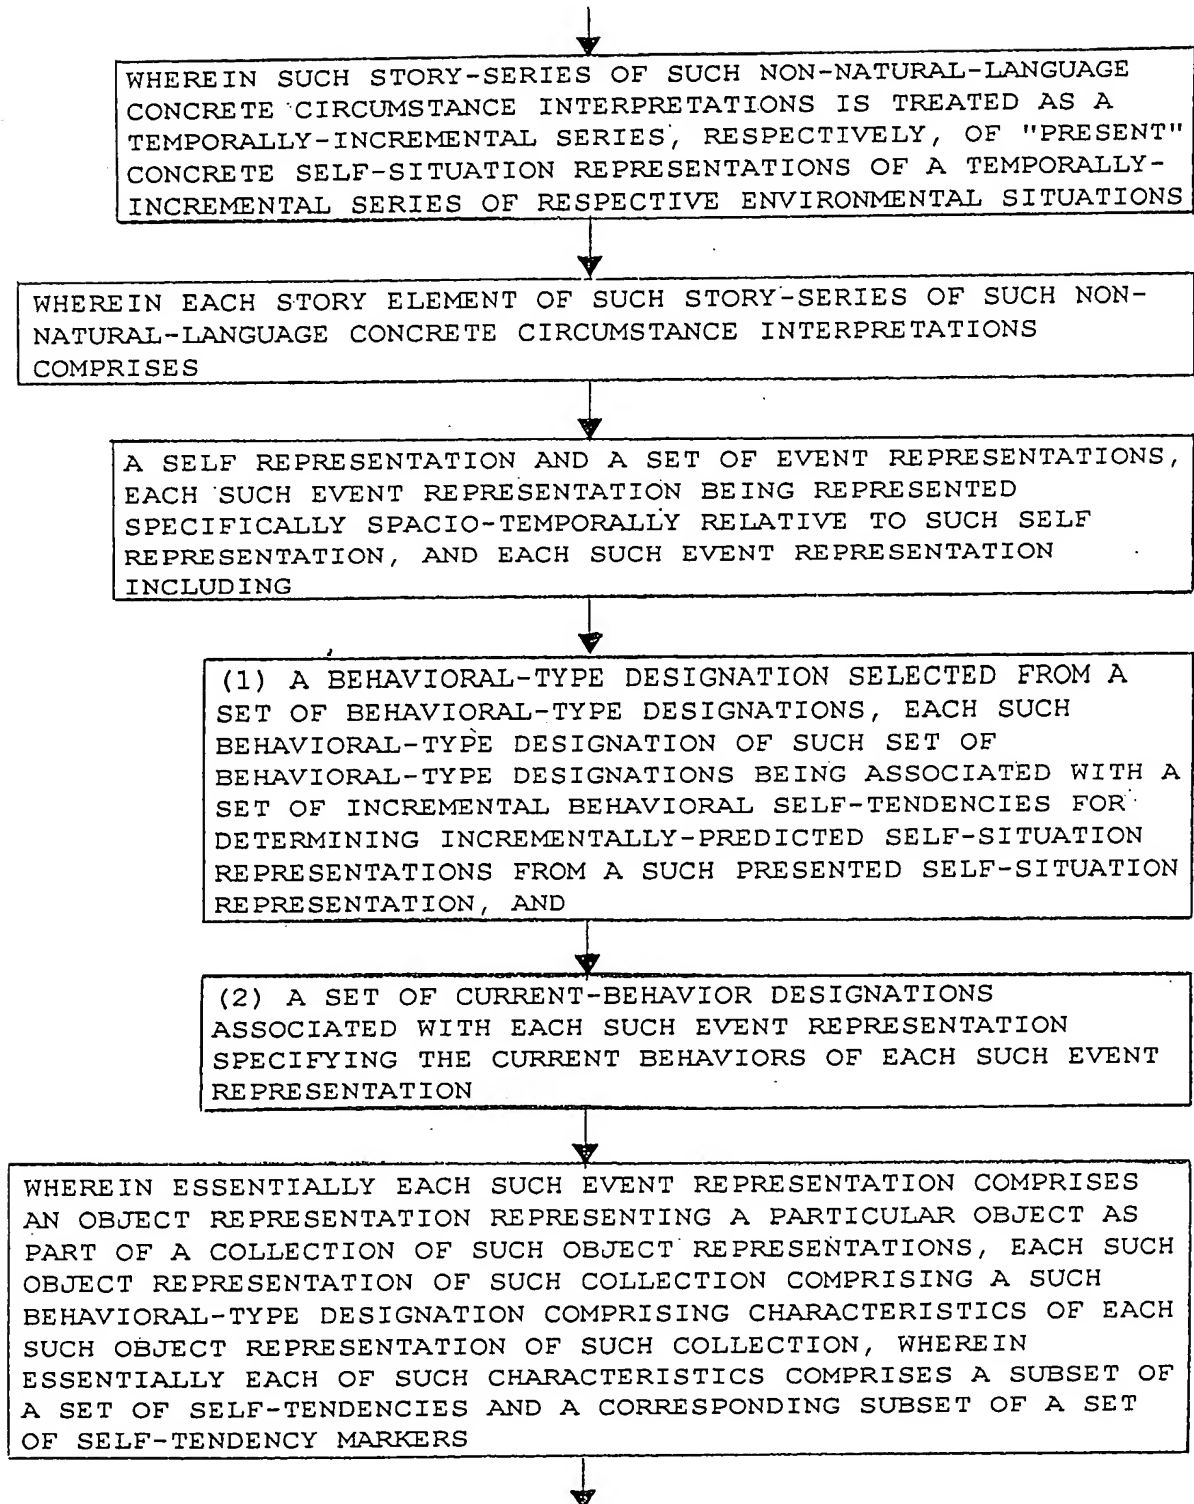 WHEREIN SUCH STORY-SERIES OF SUCH NON-NATURAL-LANGUAGE
CONCRETE CIRCUMSTANCE INTERPRETATIONS IS TREATED AS A
TEMPORALLY-INCREMENTAL SERIES, RESPECTIVELY, OF "PRESENT"
CONCRETE SELF-SITUATION REPRESENTATIONS OF A TEMPORALLY-
INCREMENTAL SERIES OF RESPECTIVE ENVIRONMENTAL SITUATIONS
WHEREIN EACH STORY ELEMENT OF SUCH STORY-SERIES OF SUCH NON-
NATURAL-LANGUAGE CONCRETE CIRCUMSTANCE INTERPRETATIONS
COMPRISES
A SELF REPRESENTATION AND A SET OF EVENT REPRESENTATIONS,
EACH SUCH EVENT REPRESENTATION BEING REPRESENTED
SPECIFICALLY SPACIO-TEMPORALLY RELATIVE TO SUCH SELF
REPRESENTATION, AND EACH SUCH EVENT REPRESENTATION
INCLUDING
(1) A BEHAVIORAL-TYPE DESIGNATION SELECTED FROM A
SET OF BEHAVIORAL-TYPE DESIGNATIONS, EACH SUCH
BEHAVIORAL-TYPE DESIGNATION OF SUCH SET OF
BEHAVIORAL-TYPE DESIGNATIONS BEING ASSOCIATED WITH A
SET OF INCREMENTAL BEHAVIORAL SELF-TENDENCIES FOR
DETERMINING INCREMENTALLY-PREDICTED SELF-SITUATION
REPRESENTATIONS FROM A SUCH PRESENTED SELF-SITUATION
REPRESENTATION, AND
(2) A SET OF CURRENT-BEHAVIOR DESIGNATIONS
ASSOCIATED WITH EACH SUCH EVENT REPRESENTATION
SPECIFYING THE CURRENT BEHAVIORS OF EACH SUCH EVENT
REPRESENTATION
WHEREIN ESSENTIALLY EACH SUCH EVENT REPRESENTATION COMPRISES
AN OBJECT REPRESENTATION REPRESENTING A PARTICULAR OBJECT AS
PART OF A COLLECTION OF SUCH OBJECT REPRESENTATIONS, EACH SUCH
OBJECT REPRESENTATION OF SUCH COLLECTION COMPRISING A SUCH
BEHAVIORAL-TYPE DESIGNATION COMPRISING CHARACTERISTICS OF EACH
SUCH OBJECT REPRESENTATION OF SUCH COLLECTION, WHEREIN
ESSENTIALLY EACH OF SUCH CHARACTERISTICS COMPRISES A SUBSET OF
A SET OF SELF-TENDENCIES AND A CORRESPONDING SUBSET OF A SET
OF SELF-TENDENCY MARKERS